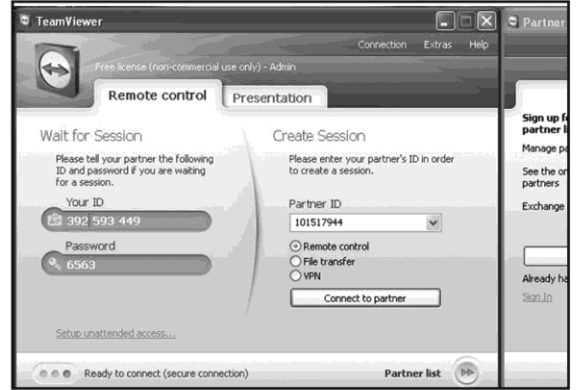 TeamViewer
Connection Extras Help
Free license (non-commercial use only) - Admin
Remote control
Presentation
Wait for Session
Please tell your partner the following
ID and password if you are waiting
for a session.
Your ID
392 593 449
Password
6563
Setup unattended access...
Create Session
Please enter your partner's ID in order
to create a session.
Partner ID
101517944
Remote control
File transfer
VPN
Connect to partner
Ready to connect (secure connection)
Partner list
Partner
Sign up
partner
Manage
See the
partners
Exchange
Already
Sign In